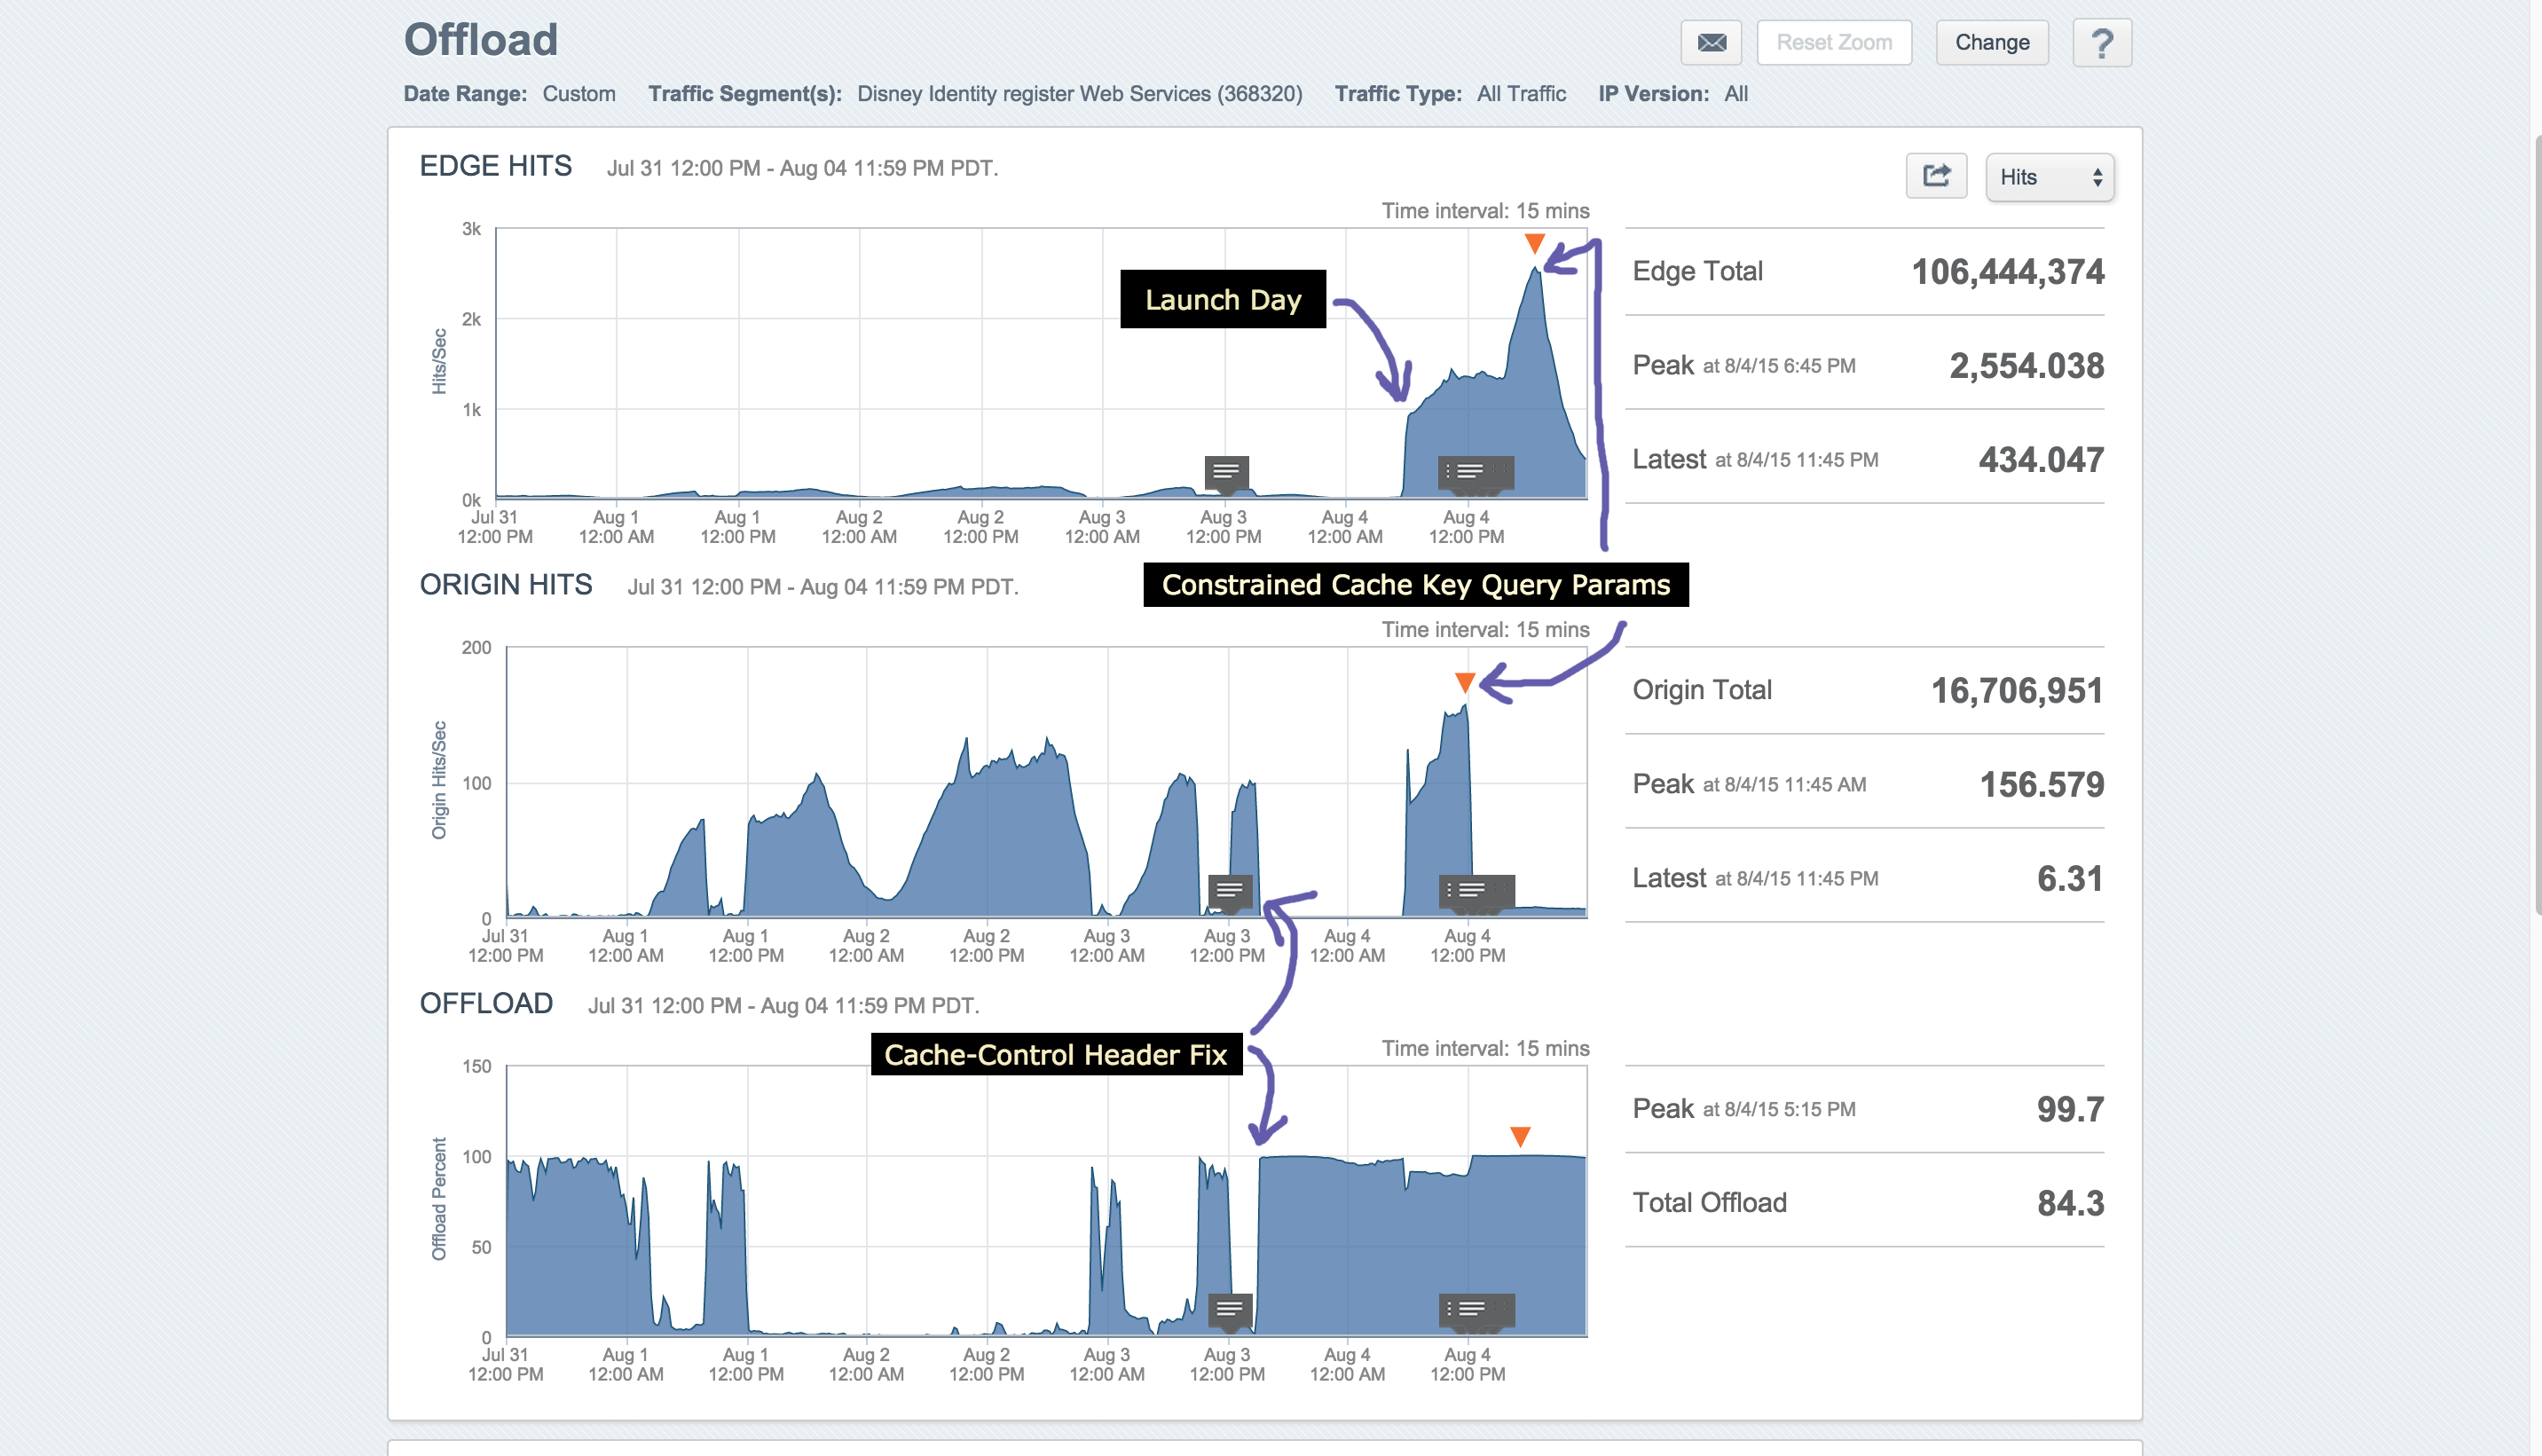 Offload
Reset Zoom
Change
?
Date Range: Custom Traffic Segment(s): Disney Identity register Web Services (368320) Traffic Type: All Traffic IP Version: All
EDGE HITS Jul 31 12:00 PM - Aug 04 11:59 PM PDT.
Hits
Time interval: 15 mins
3k
2k
1k
0k
Hits/Sec
Launch Day
Jul 31 Aug 1 Aug 1 Aug 2 Aug 2 Aug 3 Aug 3 Aug 4 Aug 4
12:00 PM 12:00 AM 12:00 PM 12:00 AM 12:00 PM 12:00 AM 12:00 PM 12:00 AM 12:00 PM
Edge Total 106,444,374
Peak at 8/4/15 6:45 PM 2,554.038
Latest at 8/4/15 11:45 PM 434.047
ORIGIN HITS Jul 31 12:00 PM - Aug 04 11:59 PM PDT.
Constrained Cache Key Query Params
Time interval: 15 mins
200
100
0
Origin Hits/Sec
Jul 31 Aug 1 Aug 1 Aug 2 Aug 2 Aug 3 Aug 3 Aug 4 Aug 4
12:00 PM 12:00 AM 12:00 PM 12:00 AM 12:00 PM 12:00 AM 12:00 PM 12:00 AM 12:00 PM
Origin Total 16,706,951
Peak at 8/4/15 11:45 AM 156.579
Latest at 8/4/15 11:45 PM 6.31
OFFLOAD Jul 31 12:00 PM - Aug 04 11:59 PM PDT.
Cache-Control Header Fix
Time interval: 15 mins
150
100
50
0
Offload Percent
Jul 31 Aug 1 Aug 1 Aug 2 Aug 2 Aug 3 Aug 3 Aug 4 Aug 4
12:00 PM 12:00 AM 12:00 PM 12:00 AM 12:00 PM 12:00 AM 12:00 PM 12:00 AM 12:00 PM
Peak at 8/4/15 5:15 PM 99.7
Total Offload 84.3